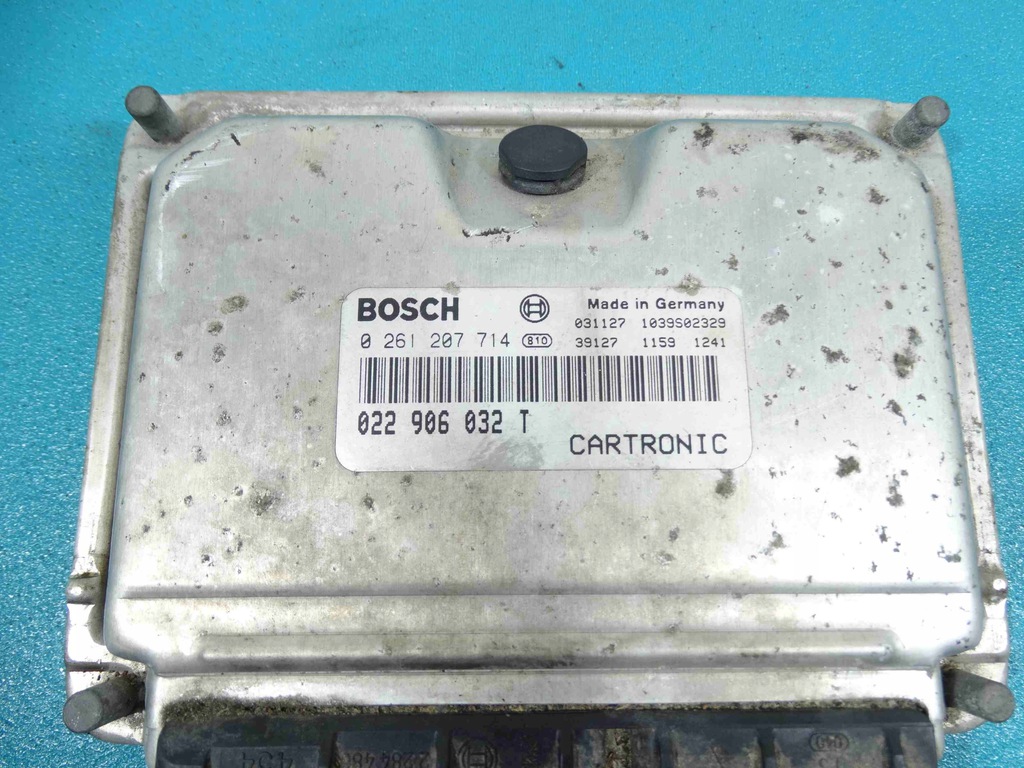 BOSCH Made in Germany
031127 1039S02329
0 261 207 714 810 39127 1159 1241
022 906 032 T
CARTRONIC